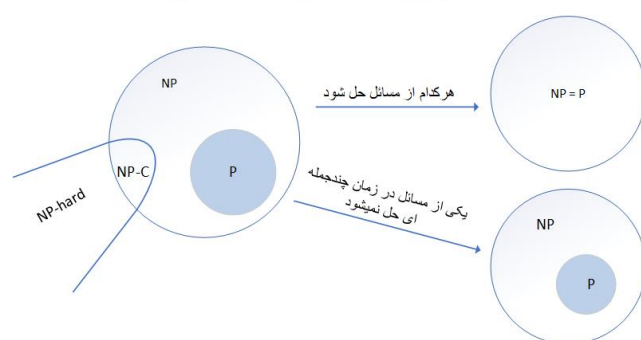 NP
هرکدام از مسائل حل شود
NP = P
NP-C
P
NP-hard
یکی از مسائل در زمان چندجمله
ای حل نمیشود
NP
P